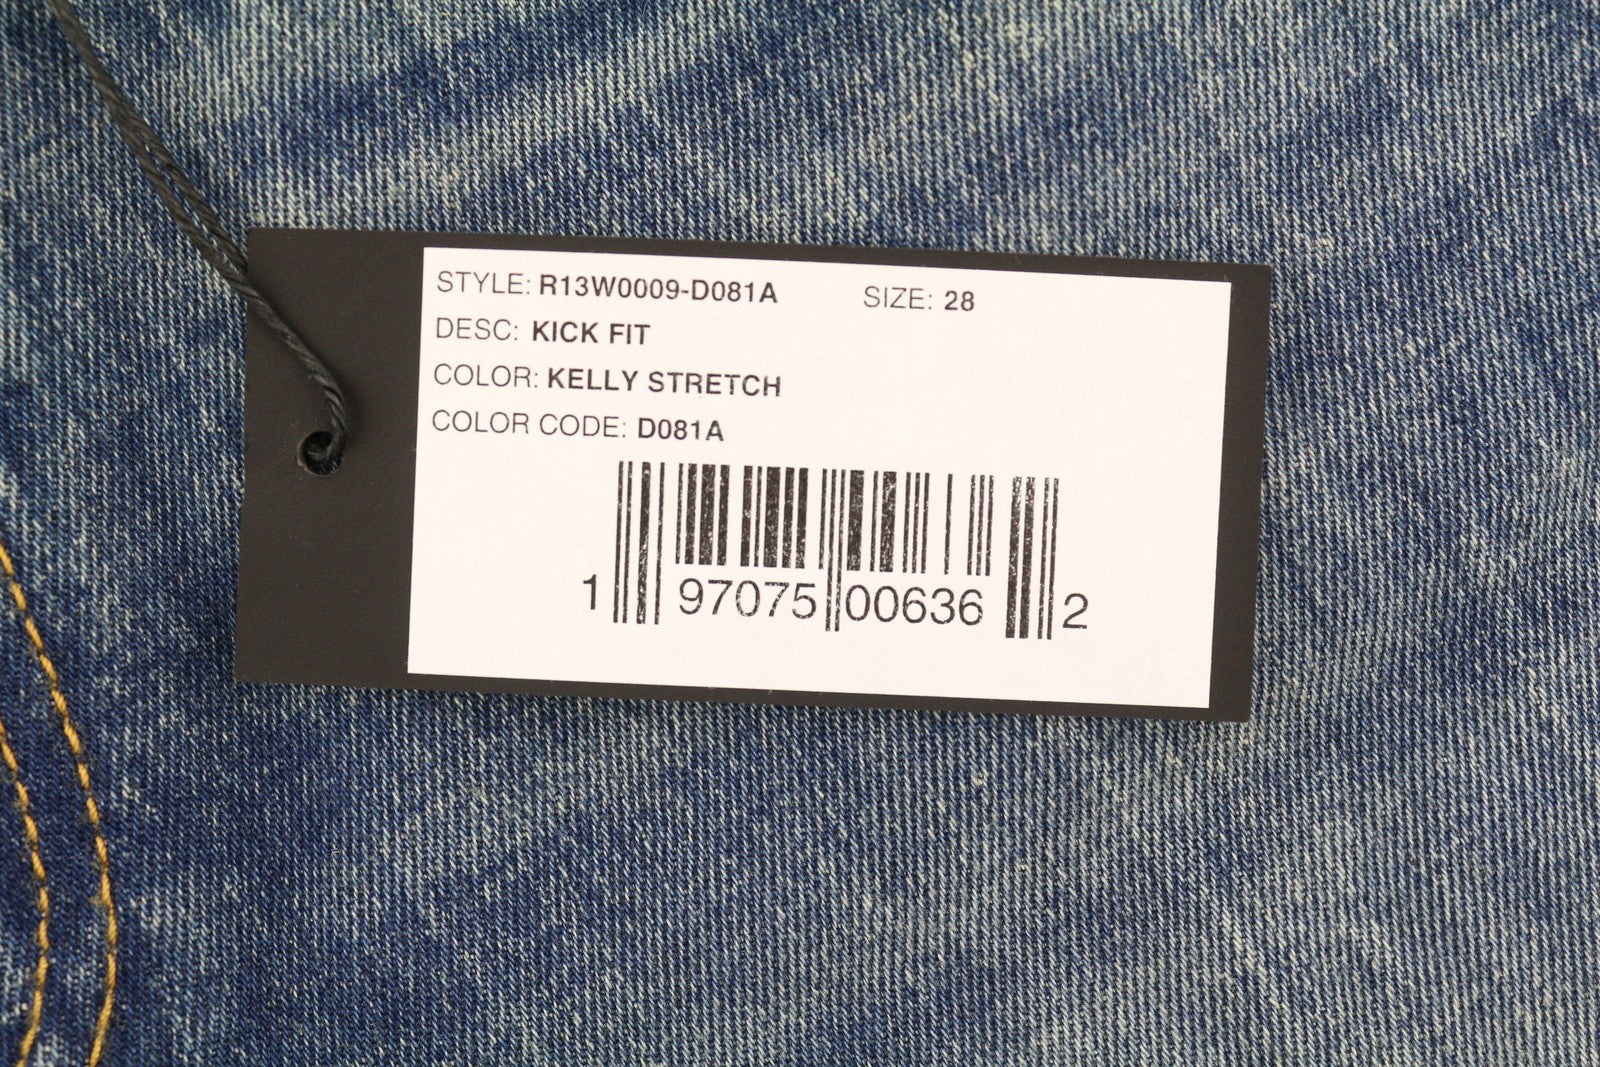 STYLE: R13W0009-D081A SIZE: 28
DESC: KICK FIT
COLOR: KELLY STRETCH
COLOR CODE: D081A
1 97075 00636 2